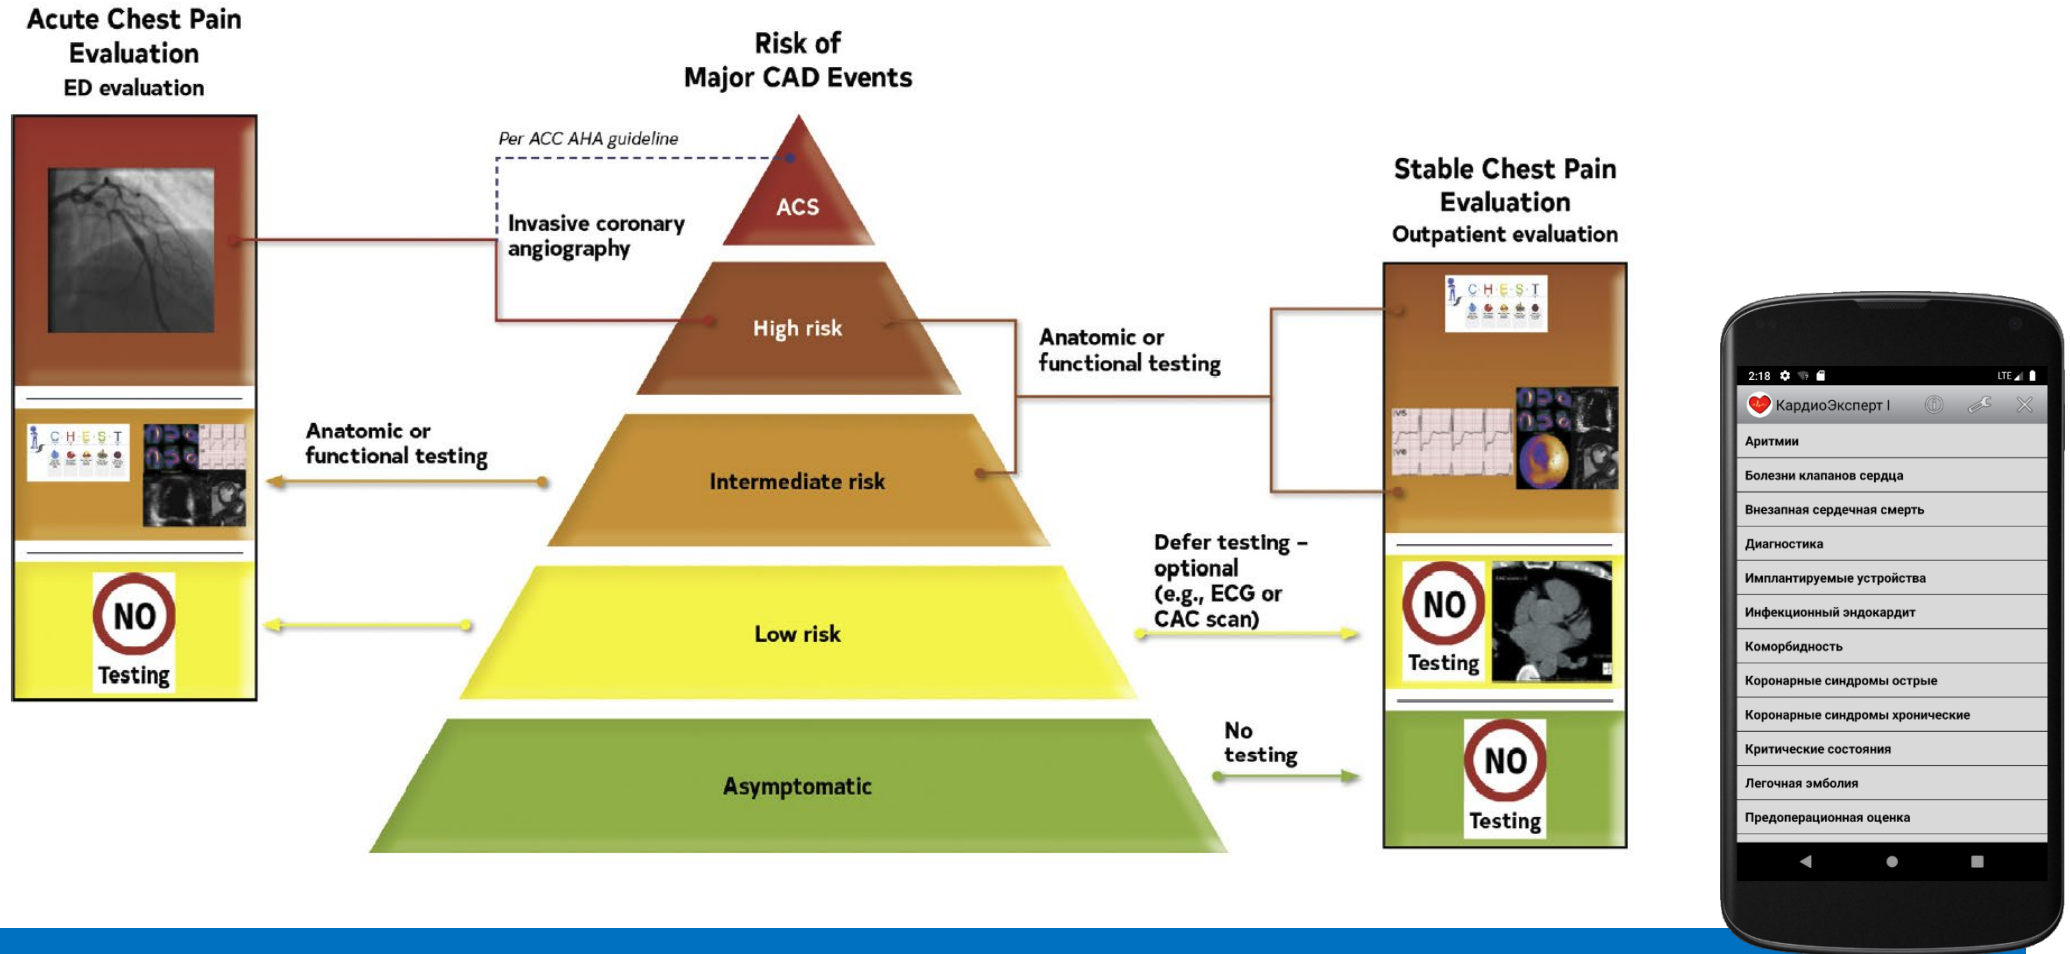 Acute Chest Pain
Evaluation
ED evaluation
C H E S T
NO
Testing
Risk of
Major CAD Events
Per ACC AHA guideline
Invasive coronary
angiography
ACS
High risk
Anatomic or
functional testing
Anatomic or
functional testing
Intermediate risk
Low risk
Defer testing –
optional
(e.g., ECG or
CAC scan)
Asymptomatic
No
testing
Stable Chest Pain
Evaluation
Outpatient evaluation
C H E S T
V5
V6
NO
Testing
NO
Testing
2:18
LTE
КардиоЭксперт I
Аритмии
Болезни клапанов сердца
Внезапная сердечная смерть
Диагностика
Имплантируемые устройства
Инфекционный эндокардит
Коморбидность
Коронарные синдромы острые
Коронарные синдромы хронические
Критические состояния
Легочная эмболия
Предоперационная оценка